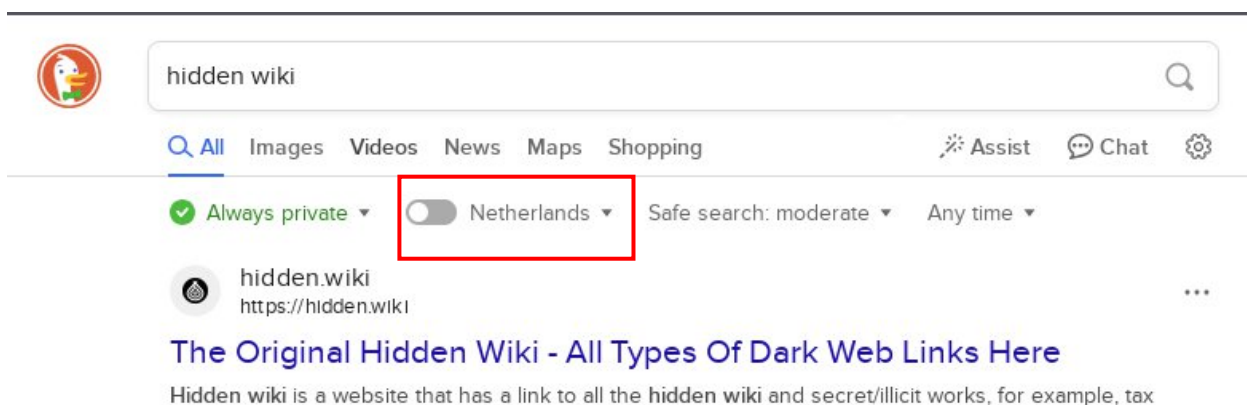 hidden wiki
All Images Videos News Maps Shopping Assist Chat
Always private Netherlands Safe search: moderate Any time
hidden.wiki
https://hidden.wiki
The Original Hidden Wiki - All Types Of Dark Web Links Here
Hidden wiki is a website that has a link to all the hidden wiki and secret/illicit works, for example, tax